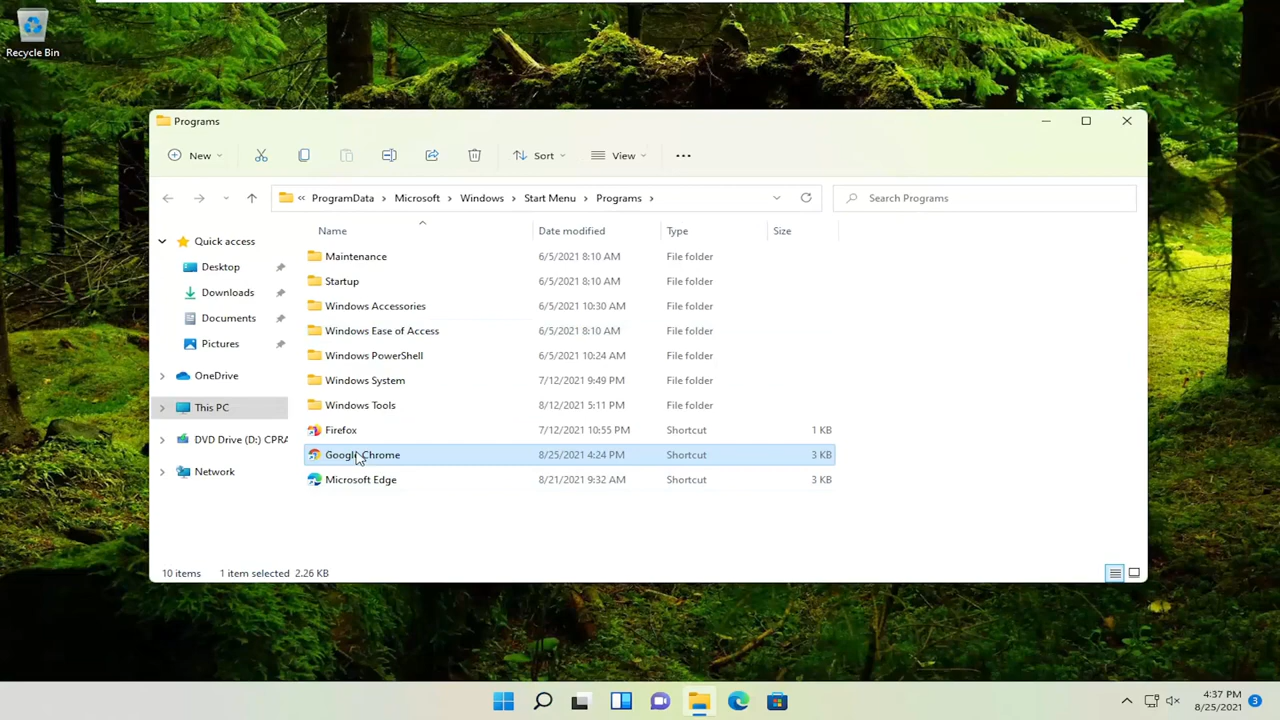 Recycle Bin
Programs
New
Sort
View
ProgramData > Microsoft > Windows > Start Menu > Programs >
Search Programs
Name Date modified Type Size
Quick access
Desktop
Downloads
Documents
Pictures
OneDrive
This PC
DVD Drive (D:) CPRA
Network
Maintenance 6/5/2021 8:10 AM File folder
Startup 6/5/2021 8:10 AM File folder
Windows Accessories 6/5/2021 10:30 AM File folder
Windows Ease of Access 6/5/2021 8:10 AM File folder
Windows PowerShell 6/5/2021 10:24 AM File folder
Windows System 7/12/2021 9:49 PM File folder
Windows Tools 8/12/2021 5:11 PM File folder
Firefox 7/12/2021 10:55 PM Shortcut 1 KB
Google Chrome 8/25/2021 4:24 PM Shortcut 3 KB
Microsoft Edge 8/21/2021 9:32 AM Shortcut 3 KB
10 items 1 item selected 2.26 KB
4:37 PM
8/25/2021 3